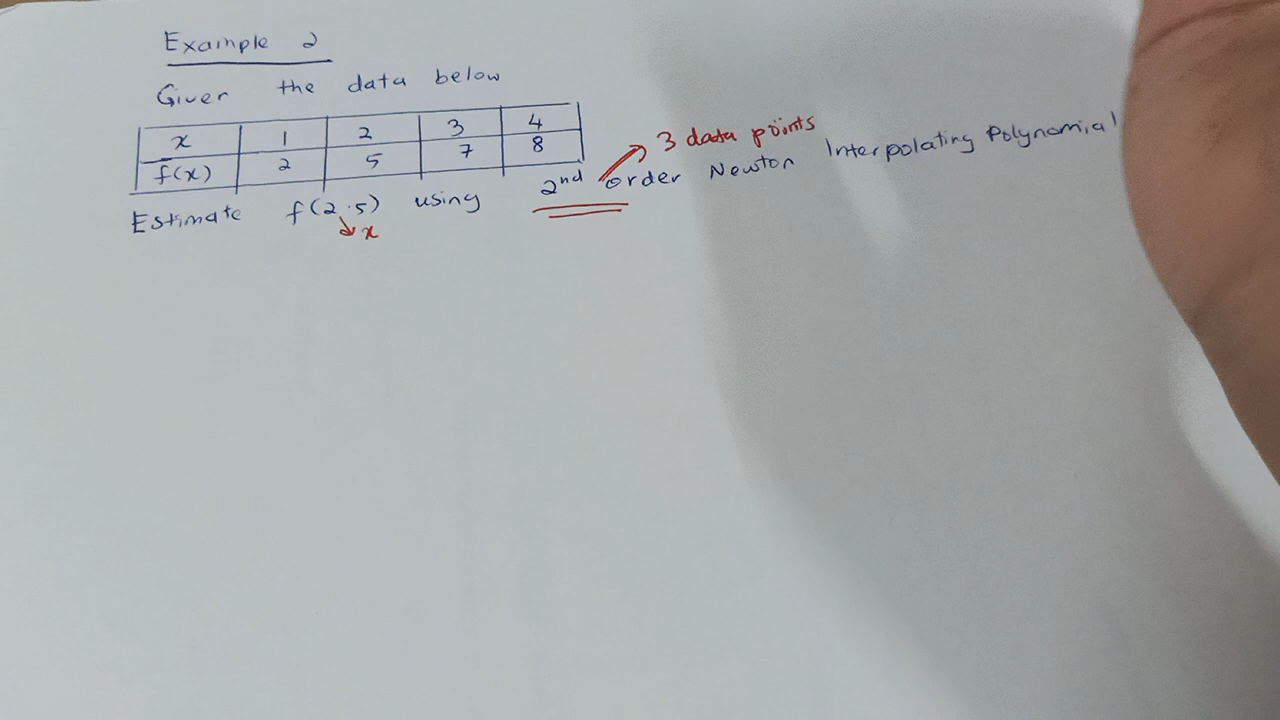 Example 2
Given the data below
x 1 2 3 4
f(x) 2 5 7 8
3 data points
Estimate f(2.5) using 2nd order Newton Interpolating Polynomial
x